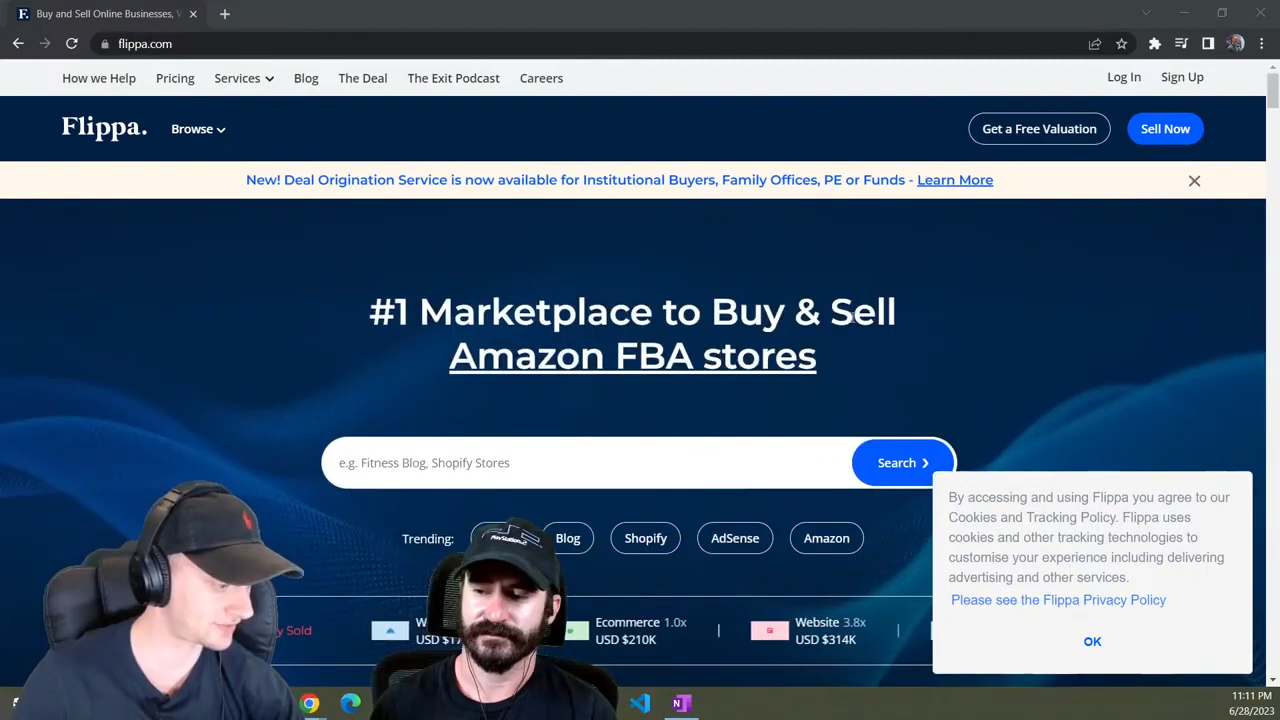 Buy and Sell Online Businesses,
flippa.com
How we Help Pricing Services Blog The Deal The Exit Podcast Careers Log In Sign Up
Flippa. Browse Get a Free Valuation Sell Now
New! Deal Origination Service is now available for Institutional Buyers, Family Offices, PE or Funds - Learn More
#1 Marketplace to Buy & Sell
Amazon FBA stores
e.g. Fitness Blog, Shopify Stores Search
By accessing and using Flippa you agree to our
Cookies and Tracking Policy. Flippa uses
cookies and other tracking technologies to
customise your experience including delivering
advertising and other services.
Please see the Flippa Privacy Policy
OK
Trending: Blog Shopify AdSense Amazon
PlayStation 2
Sold
Ecommerce 1.0x
USD $210K
Website 3.8x
USD $314K
11:11 PM
6/28/2023